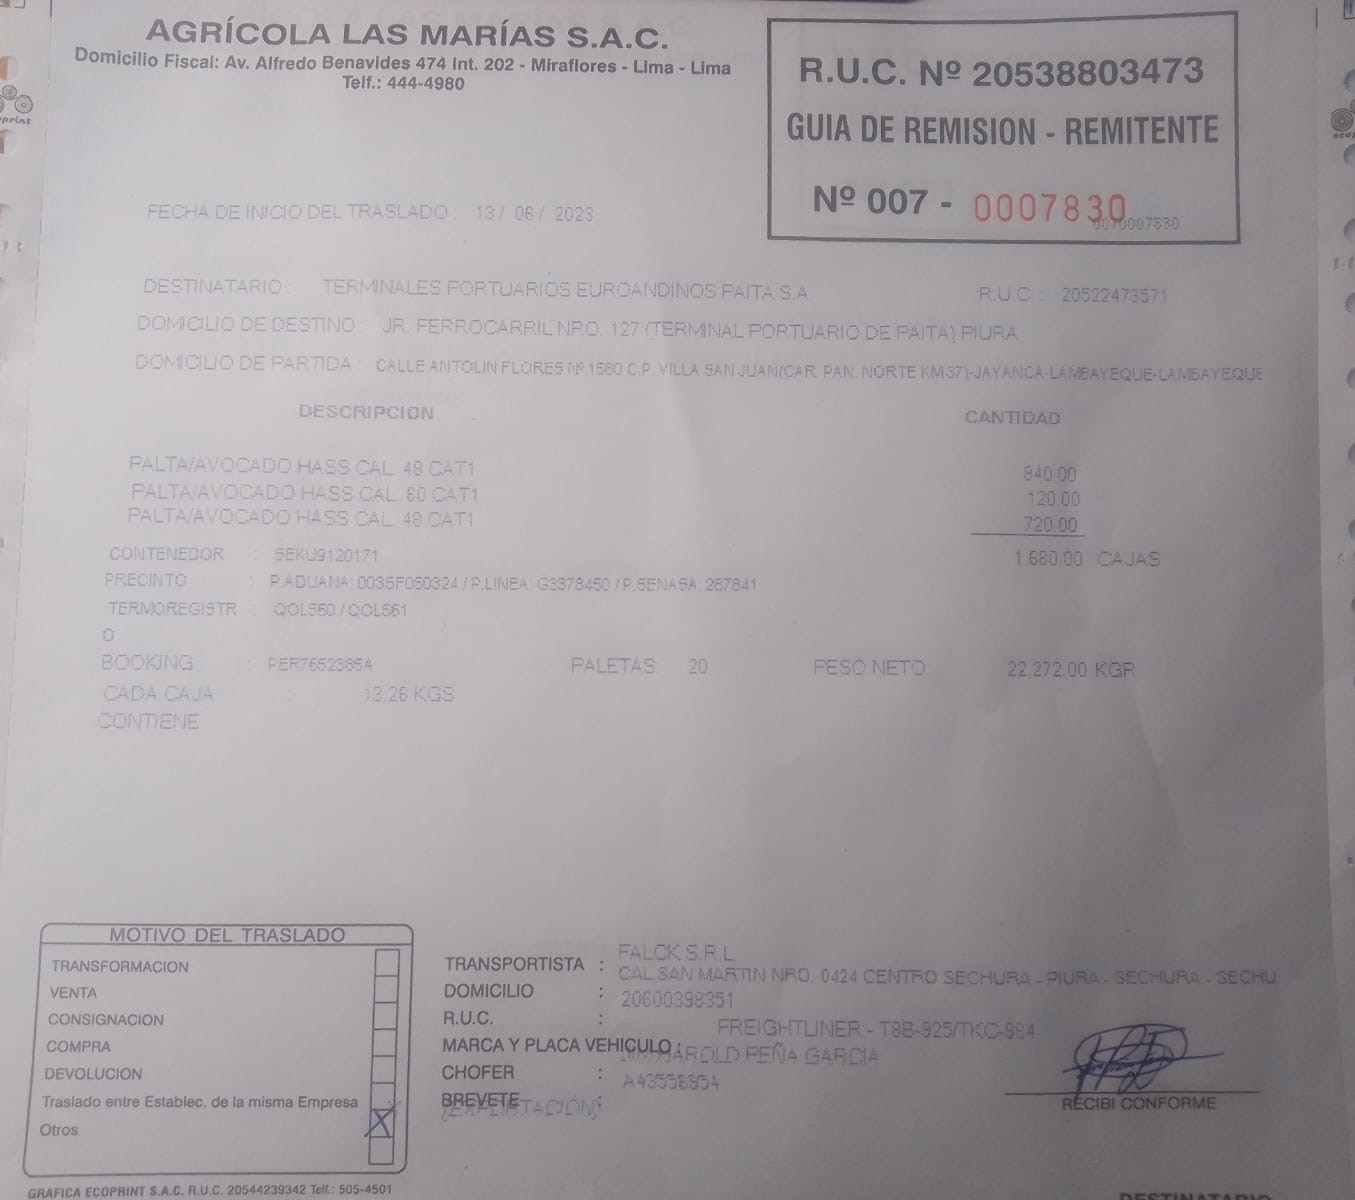 AGRÍCOLA LAS MARÍAS S.A.C.
Domicilio Fiscal: Av. Alfredo Benavides 474 Int. 202 - Miraflores - Lima - Lima
Telf.: 444-4980
R.U.C. Nº 20538803473
GUIA DE REMISION - REMITENTE
Nº 007 - 0007830
0070007830
FECHA DE INICIO DEL TRASLADO : 13 / 06 / 2023
DESTINATARIO : TERMINALES PORTUARIOS EUROANDINOS PAITA S.A. R.U.C. : 20522473571
DOMICILIO DE DESTINO : JR. FERROCARRIL NRO. 127 (TERMINAL PORTUARIO DE PAITA) PIURA
DOMICILIO DE PARTIDA : CALLE ANTOLIN FLORES Nº 1580 C.P. VILLA SAN JUAN(CAR. PAN. NORTE KM 37)-JAYANCA-LAMBAYEQUE-LAMBAYEQUE
DESCRIPCION CANTIDAD
PALTA/AVOCADO HASS CAL. 48 CAT1 840.00
PALTA/AVOCADO HASS CAL. 60 CAT1 120.00
PALTA/AVOCADO HASS CAL. 48 CAT1 720.00
CONTENEDOR : SEKU9120171 1,680.00 CAJAS
PRECINTO : P.ADUANA: 0035F050324 / P.LINEA: G3378450 / P.SENASA: 287841
TERMOREGISTR : QOL560 / QOL561
O
BOOKING : PER7652385A PALETAS: 20 PESO NETO: 22,272.00 KGR
CADA CAJA : 13.26 KGS
CONTIENE
MOTIVO DEL TRASLADO
TRANSFORMACION
VENTA
CONSIGNACION
COMPRA
DEVOLUCION
Traslado entre Establec. de la misma Empresa
Otros X
TRANSPORTISTA : FALCK S.R.L
DOMICILIO : CAL SAN MARTIN NRO. 0424 CENTRO SECHURA - PIURA - SECHURA - SECHU
R.U.C. : 20600398351
MARCA Y PLACA VEHICULO : FREIGHTLINER - T8B-925/TKC-984
CHOFER : HAROLD PEÑA GARCIA
BREVETE : A43558954
(EXPORTACIÓN)
RECIBI CONFORME
GRAFICA ECOPRINT S.A.C. R.U.C. 20544239342 Telf.: 505-4501